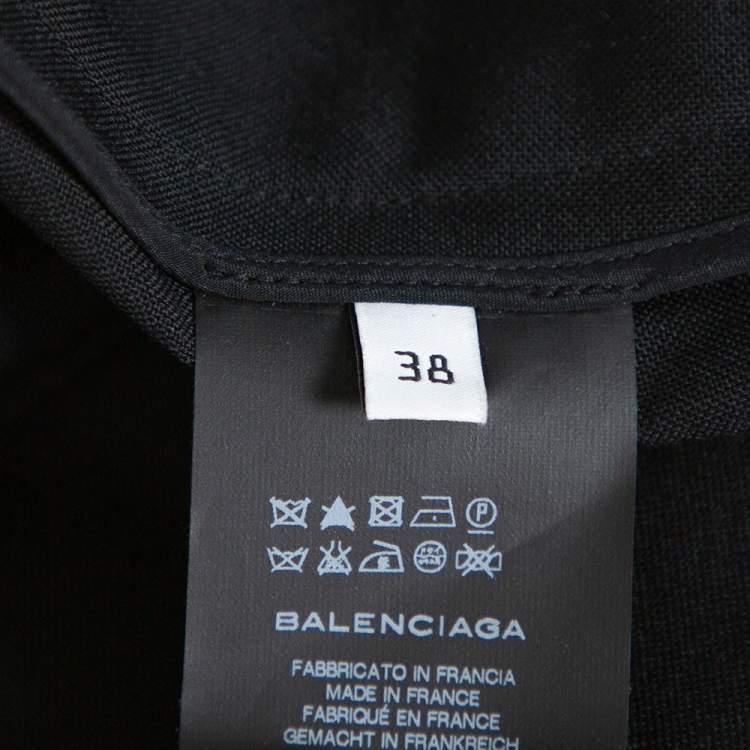 38
P
BALENCIAGA
FABBRICATO IN FRANCIA
MADE IN FRANCE
FABRIQUÉ EN FRANCE
GEMACHT IN FRANKREICH